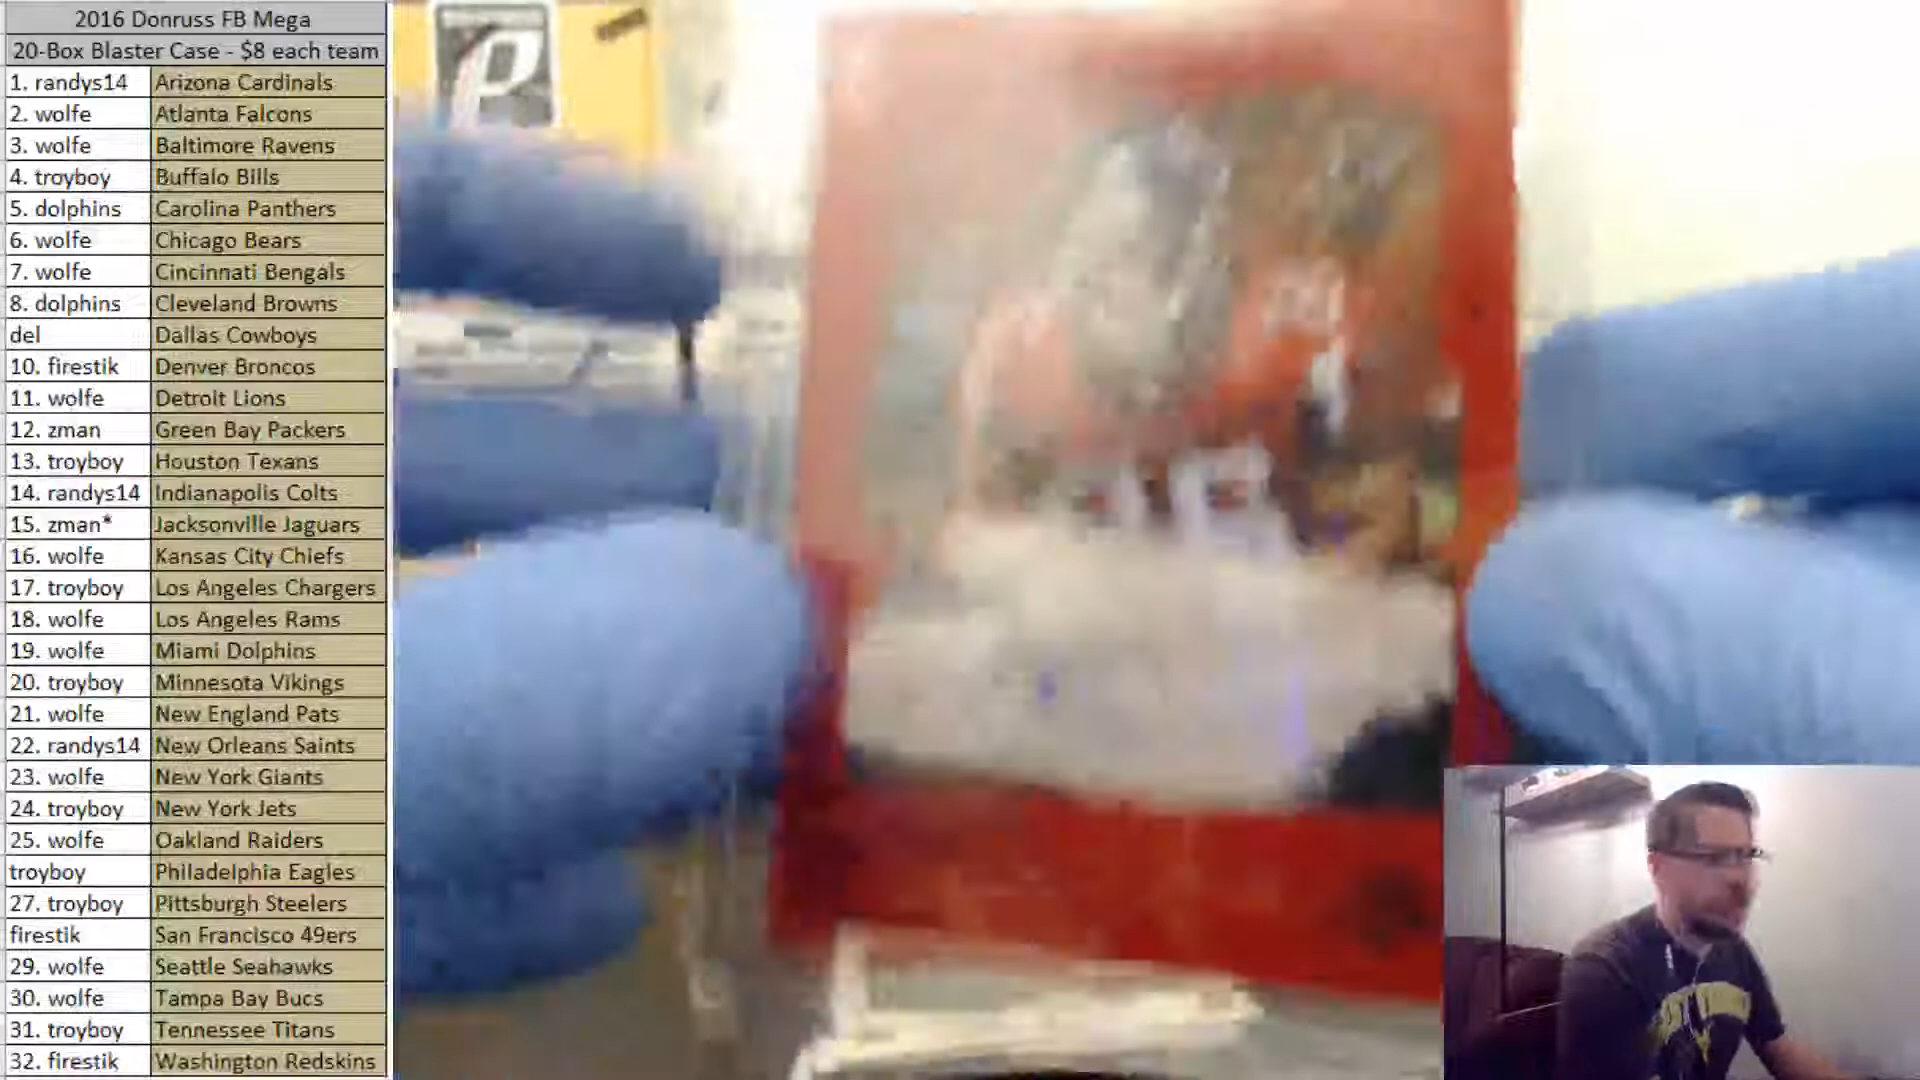 2016 Donruss FB Mega
20-Box Blaster Case - $8 each team
1. randys14 Arizona Cardinals
2. wolfe Atlanta Falcons
3. wolfe Baltimore Ravens
4. troyboy Buffalo Bills
5. dolphins Carolina Panthers
6. wolfe Chicago Bears
7. wolfe Cincinnati Bengals
8. dolphins Cleveland Browns
del Dallas Cowboys
10. firestik Denver Broncos
11. wolfe Detroit Lions
12. zman Green Bay Packers
13. troyboy Houston Texans
14. randys14 Indianapolis Colts
15. zman* Jacksonville Jaguars
16. wolfe Kansas City Chiefs
17. troyboy Los Angeles Chargers
18. wolfe Los Angeles Rams
19. wolfe Miami Dolphins
20. troyboy Minnesota Vikings
21. wolfe New England Pats
22. randys14 New Orleans Saints
23. wolfe New York Giants
24. troyboy New York Jets
25. wolfe Oakland Raiders
troyboy Philadelphia Eagles
27. troyboy Pittsburgh Steelers
firestik San Francisco 49ers
29. wolfe Seattle Seahawks
30. wolfe Tampa Bay Bucs
31. troyboy Tennessee Titans
32. firestik Washington Redskins